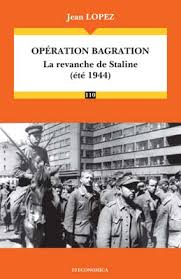 Jean LOPEZ
OPÉRATION BAGRATION
La revanche de Staline
(été 1944)
110
ECONOMICA